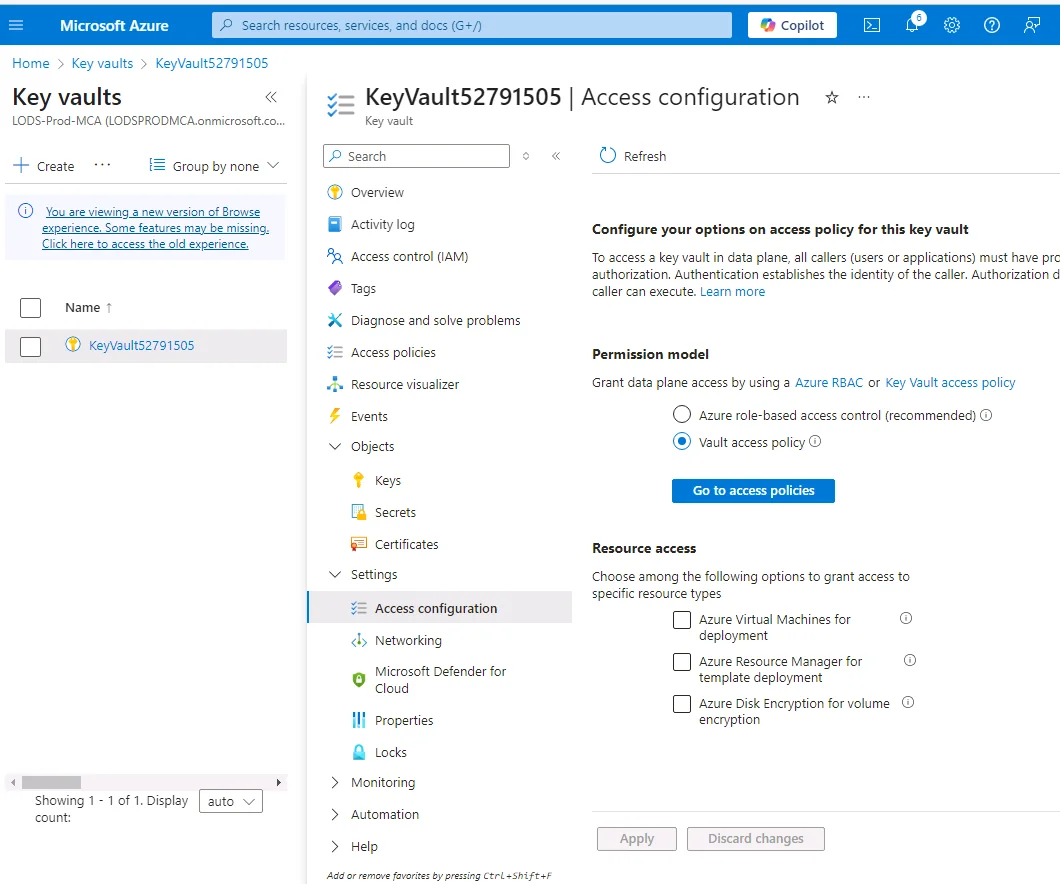 Microsoft Azure
Search resources, services, and docs (G+/)
Copilot
6
Home > Key vaults > KeyVault52791505
Key vaults
LODS-Prod-MCA (LODSPRODMCA.onmicrosoft.co...
Create
Group by none
You are viewing a new version of Browse
experience. Some features may be missing.
Click here to access the old experience.
Name ↑
KeyVault52791505
Showing 1 - 1 of 1. Display
count:
auto
KeyVault52791505 | Access configuration
Key vault
Search
Overview
Activity log
Access control (IAM)
Tags
Diagnose and solve problems
Access policies
Resource visualizer
Events
Objects
Keys
Secrets
Certificates
Settings
Access configuration
Networking
Microsoft Defender for
Cloud
Properties
Locks
Monitoring
Automation
Help
Add or remove favorites by pressing Ctrl+Shift+F
Refresh
Configure your options on access policy for this key vault
To access a key vault in data plane, all callers (users or applications) must have pro
authorization. Authentication establishes the identity of the caller. Authorization d
caller can execute. Learn more
Permission model
Grant data plane access by using a Azure RBAC or Key Vault access policy
Azure role-based access control (recommended)
Vault access policy
Go to access policies
Resource access
Choose among the following options to grant access to
specific resource types
Azure Virtual Machines for
deployment
Azure Resource Manager for
template deployment
Azure Disk Encryption for volume
encryption
Apply
Discard changes